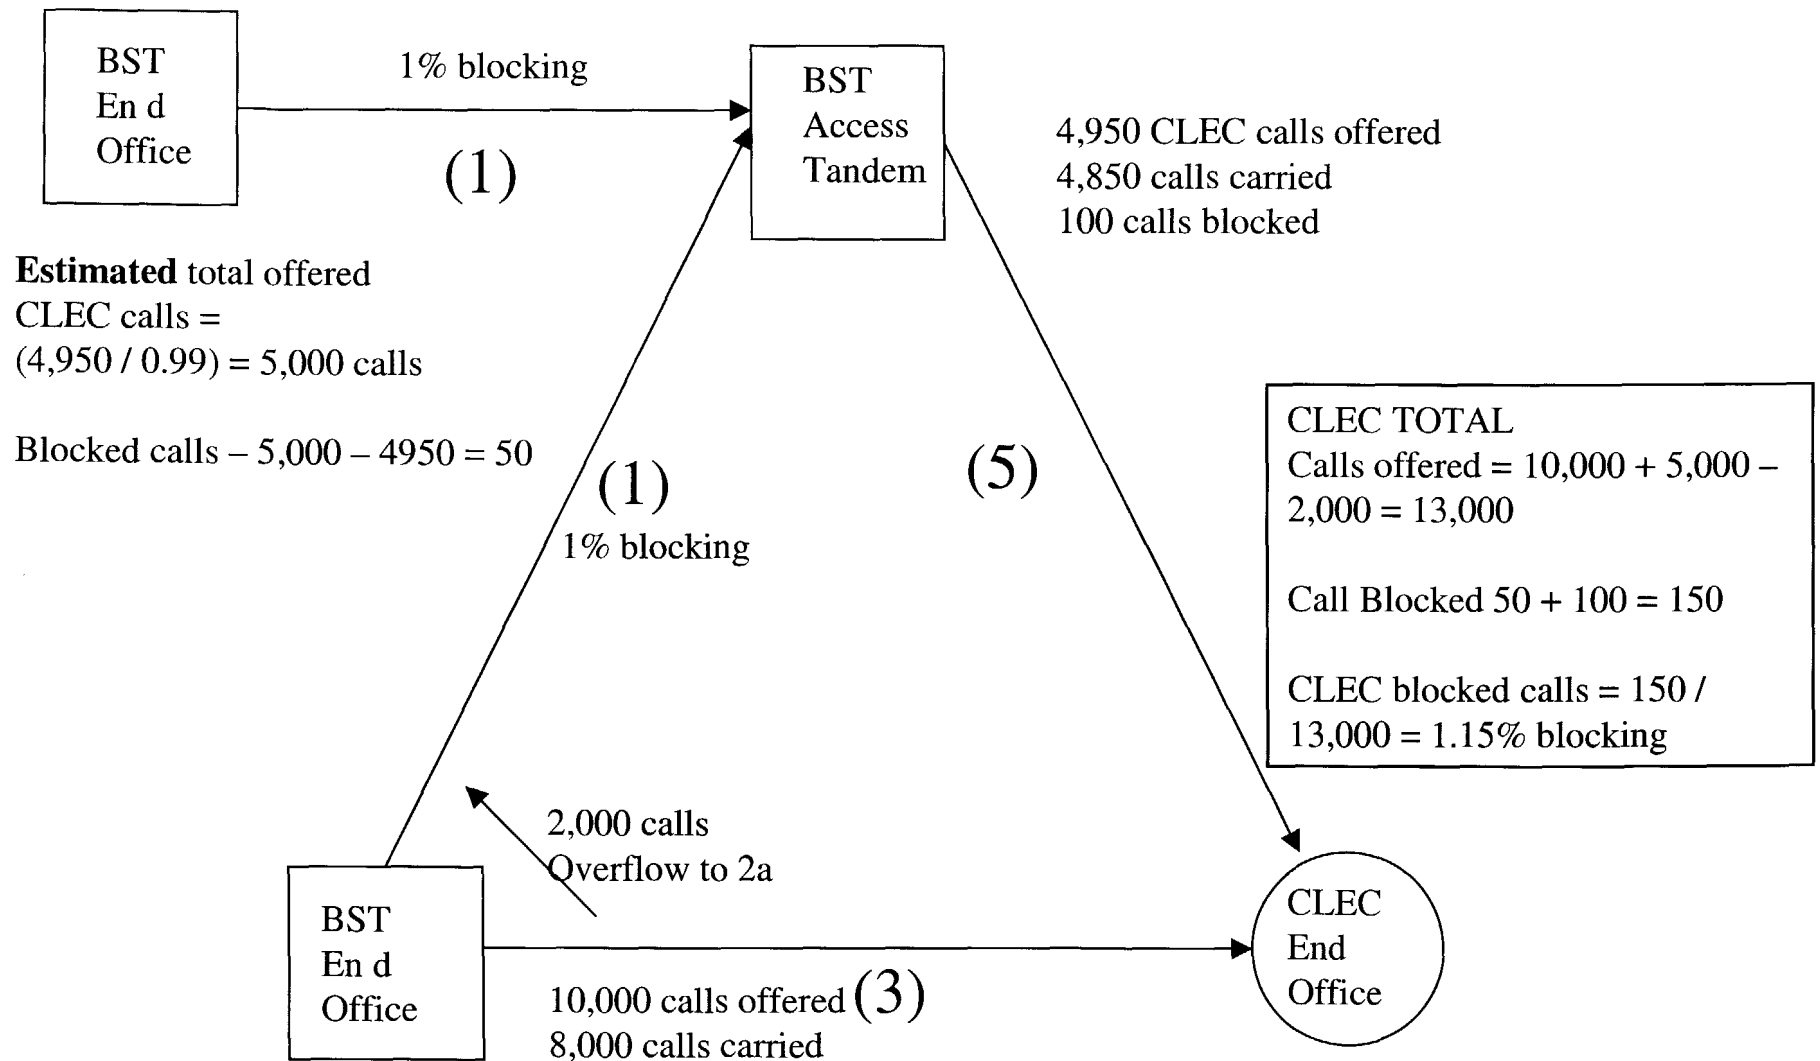 BST
En d
Office
1% blocking
(1)
BST
Access
Tandem
4,950 CLEC calls offered
4,850 calls carried
100 calls blocked
Estimated total offered
CLEC calls =
(4,950 / 0.99) = 5,000 calls
Blocked calls – 5,000 – 4950 = 50
(1)
1% blocking
(5)
CLEC TOTAL
Calls offered = 10,000 + 5,000 –
2,000 = 13,000
Call Blocked 50 + 100 = 150
CLEC blocked calls = 150 /
13,000 = 1.15% blocking
2,000 calls
Overflow to 2a
BST
En d
Office
10,000 calls offered (3)
8,000 calls carried
CLEC
End
Office